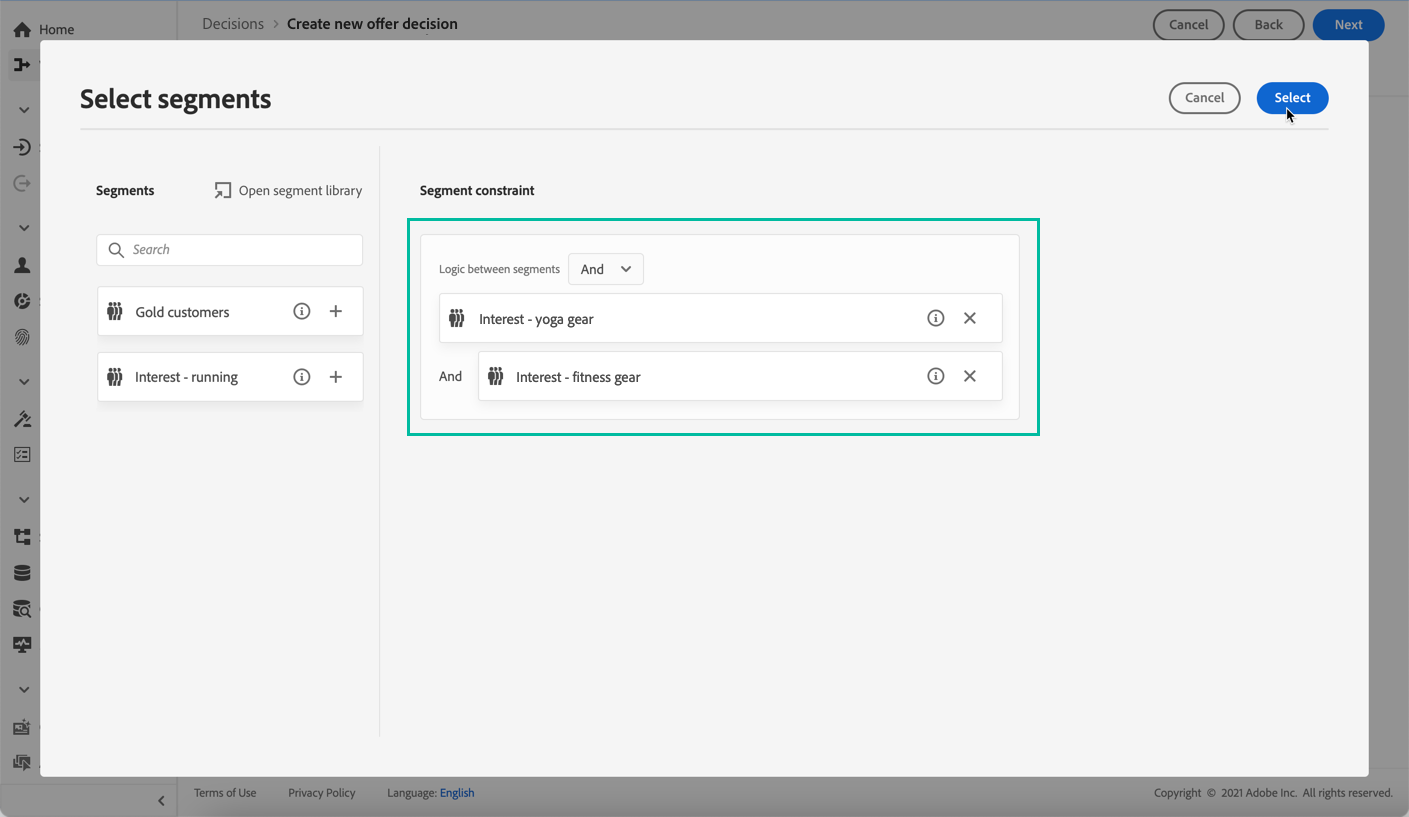 Home
Decisions > Create new offer decision
Cancel
Back
Next
Select segments
Cancel
Select
Segments
Open segment library
Segment constraint
Search
Logic between segments
And
Gold customers
Interest - yoga gear
Interest - running
And
Interest - fitness gear
Terms of Use
Privacy Policy
Language: English
Copyright © 2021 Adobe Inc. All rights reserved.